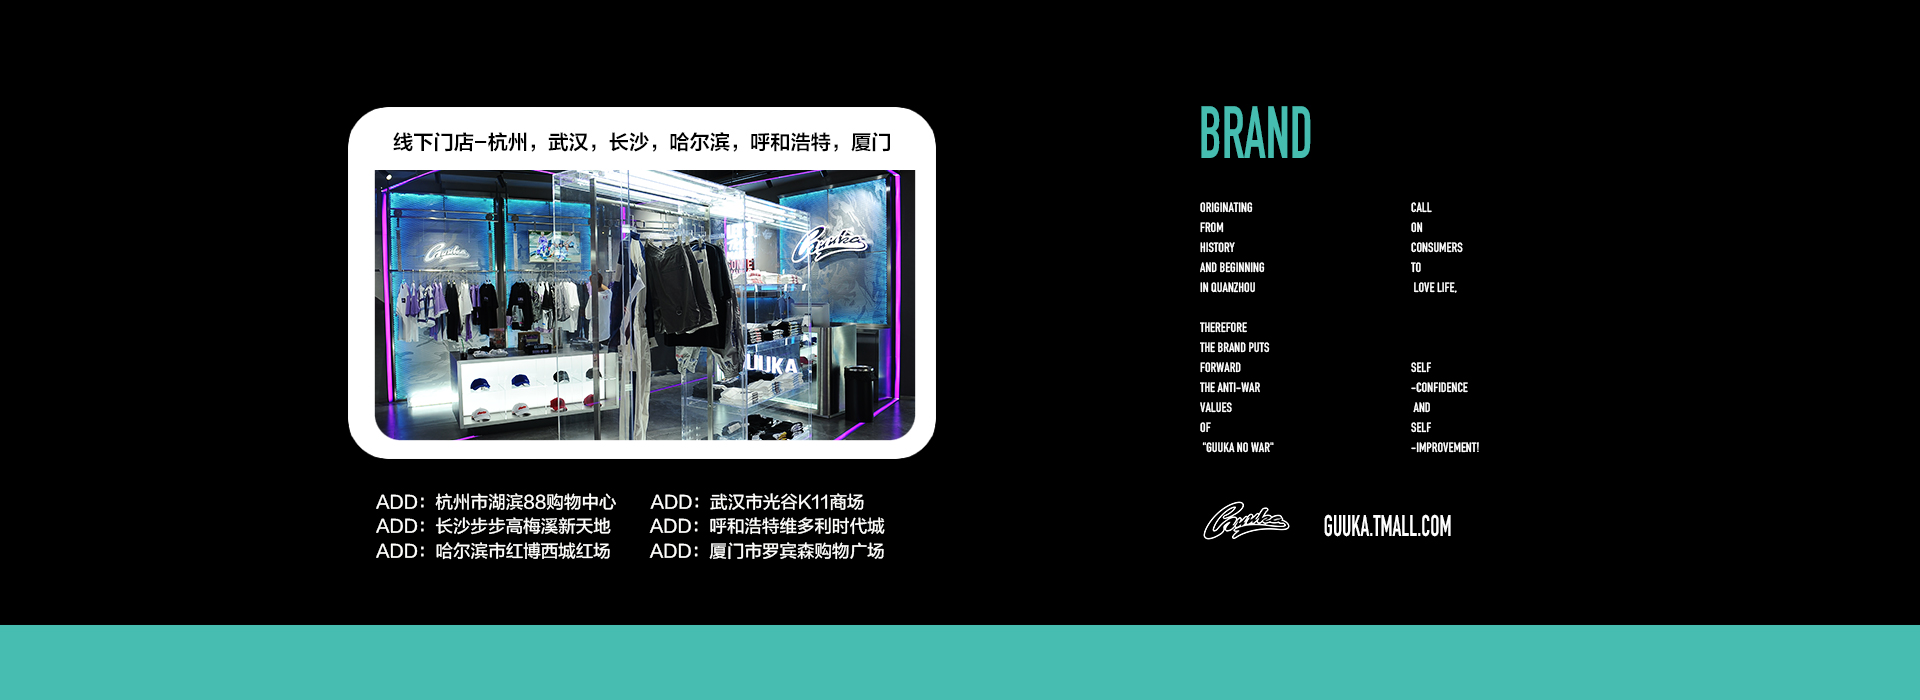 线下门店-杭州，武汉，长沙，哈尔滨，呼和浩特，厦门
Guuka
Guuka
UUKA
ADD：杭州市湖滨88购物中心
ADD：武汉市光谷K11商场
ADD：长沙步步高梅溪新天地
ADD：呼和浩特维多利时代城
ADD：哈尔滨市红博西城红场
ADD：厦门市罗宾森购物广场
BRAND
ORIGINATING
FROM
HISTORY
AND BEGINNING
IN QUANZHOU
THEREFORE
THE BRAND PUTS
FORWARD
THE ANTI-WAR
VALUES
OF
"GUUKA NO WAR"
CALL
ON
CONSUMERS
TO
LOVE LIFE,
SELF
-CONFIDENCE
AND
SELF
-IMPROVEMENT!
Guuka
GUUKA.TMALL.COM